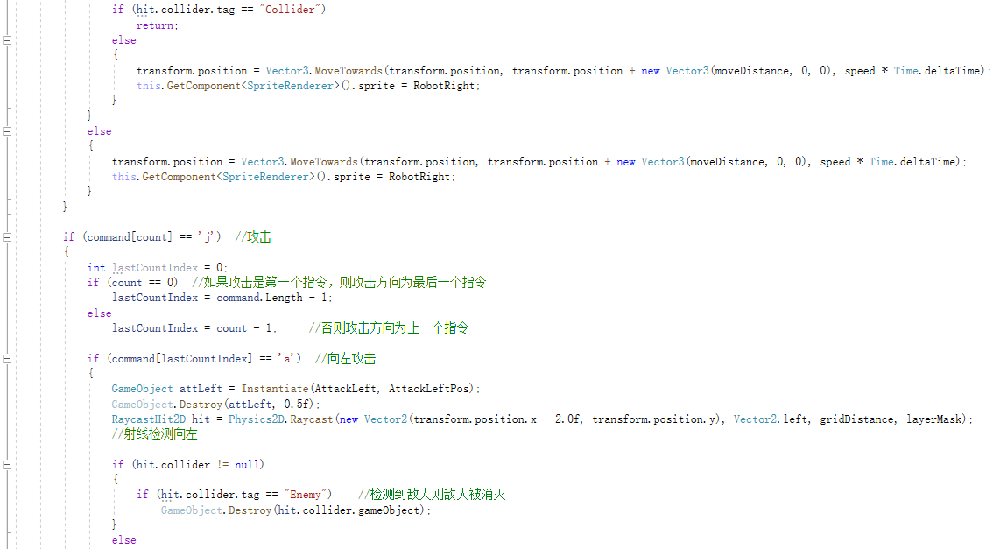 if (hit.collider.tag == "Collider")
return;
else
{
transform.position = Vector3.MoveTowards(transform.position, transform.position + new Vector3(moveDistance, 0, 0), speed * Time.deltaTime);
this.GetComponent<SpriteRenderer>().sprite = RobotRight;
}
}
else
{
transform.position = Vector3.MoveTowards(transform.position, transform.position + new Vector3(moveDistance, 0, 0), speed * Time.deltaTime);
this.GetComponent<SpriteRenderer>().sprite = RobotRight;
}
}
if (command[count] == 'j') //攻击
{
int lastCountIndex = 0;
if (count == 0) //如果攻击是第一个指令，则攻击方向为最后一个指令
lastCountIndex = command.Length - 1;
else
lastCountIndex = count - 1; //否则攻击方向为上一个指令
if (command[lastCountIndex] == 'a') //向左攻击
{
GameObject attLeft = Instantiate(AttackLeft, AttackLeftPos);
GameObject.Destroy(attLeft, 0.5f);
RaycastHit2D hit = Physics2D.Raycast(new Vector2(transform.position.x - 2.0f, transform.position.y), Vector2.left, gridDistance, layerMask);
//射线检测向左
if (hit.collider != null)
{
if (hit.collider.tag == "Enemy") //检测到敌人则敌人被消灭
GameObject.Destroy(hit.collider.gameObject);
}
else